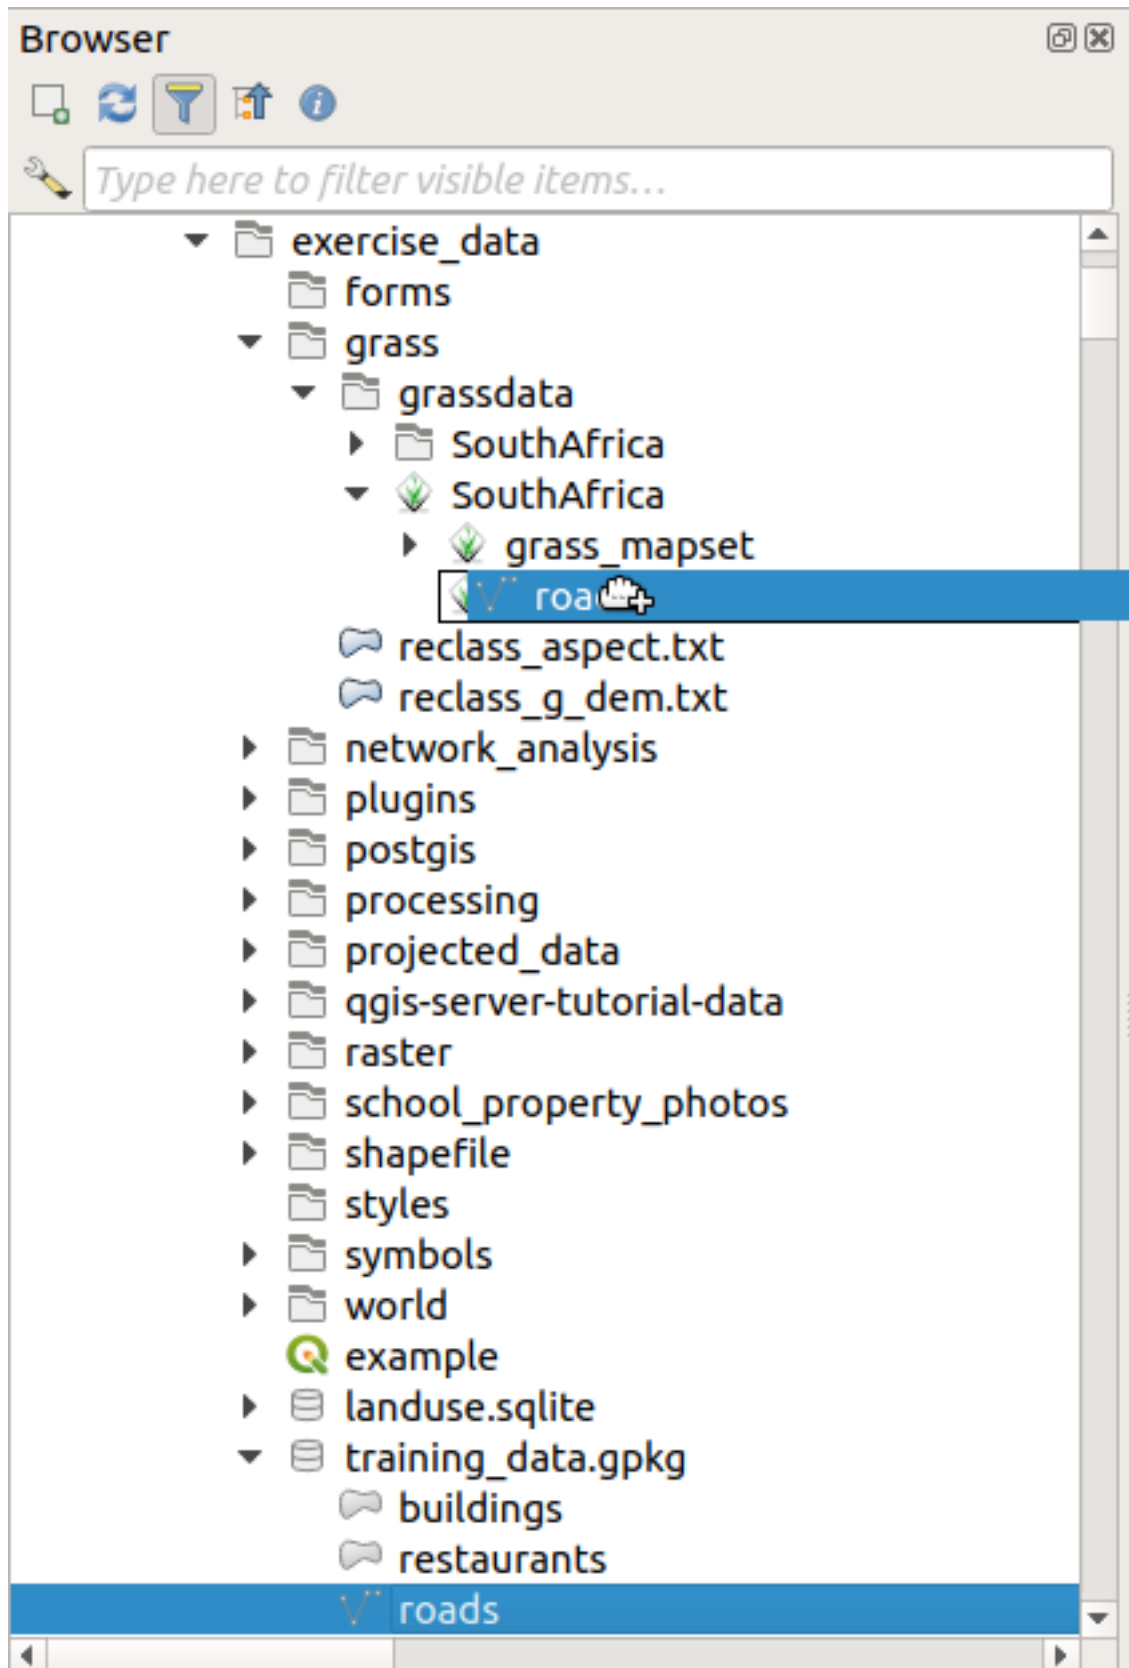 Browser
Type here to filter visible items...
exercise_data
forms
grass
grassdata
SouthAfrica
SouthAfrica
grass_mapset
reclass_aspect.txt
reclass_g_dem.txt
network_analysis
plugins
postgis
processing
projected_data
qgis-server-tutorial-data
raster
school_property_photos
shapefile
styles
symbols
world
example
landuse.sqlite
training_data.gpkg
buildings
restaurants
roads